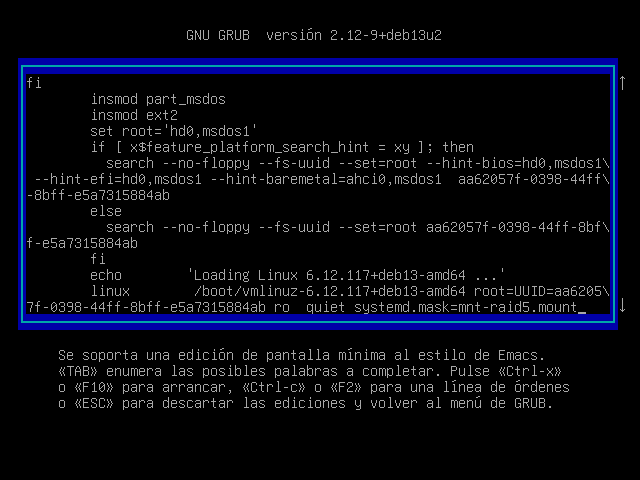 GNU GRUB  versión 2.12-9+deb13u2
fi
        insmod part_msdos
        insmod ext2
        set root='hd0,msdos1'
        if [ x$feature_platform_search_hint = xy ]; then
          search --no-floppy --fs-uuid --set=root --hint-bios=hd0,msdos1\
 --hint-efi=hd0,msdos1 --hint-baremetal=ahci0,msdos1  aa62057f-0398-44ff\
-8bff-e5a7315884ab
        else
          search --no-floppy --fs-uuid --set=root aa62057f-0398-44ff-8bf\
f-e5a7315884ab
        fi
        echo        'Loading Linux 6.12.117+deb13-amd64 ...'
        linux        /boot/vmlinuz-6.12.117+deb13-amd64 root=UUID=aa6205\
7f-0398-44ff-8bff-e5a7315884ab ro  quiet systemd.mask=mnt-raid5.mount_
Se soporta una edición de pantalla mínima al estilo de Emacs.
«TAB» enumera las posibles palabras a completar. Pulse «Ctrl-x»
o «F10» para arrancar, «Ctrl-c» o «F2» para una línea de órdenes
o «ESC» para descartar las ediciones y volver al menú de GRUB.